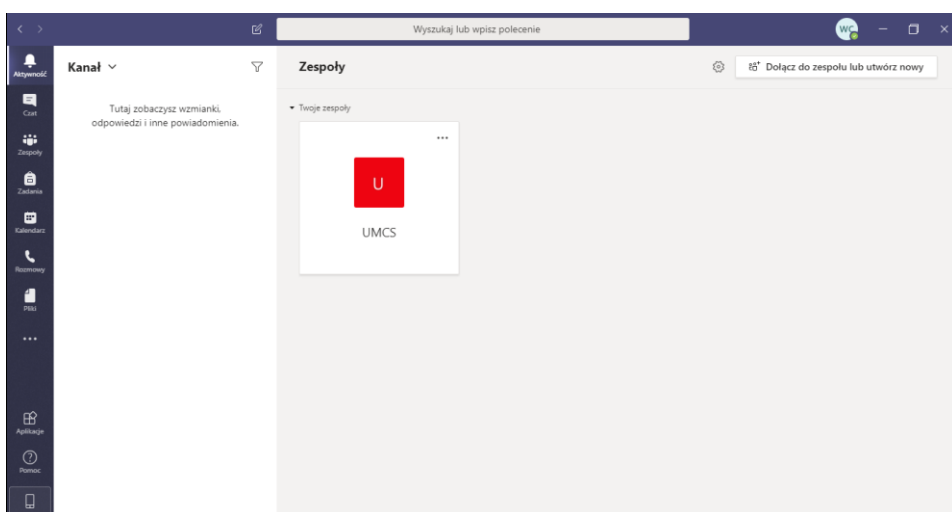 Wyszukaj lub wpisz polecenie
WC
Aktywność
Czat
Zespoły
Zadania
Kalendarz
Rozmowy
Pliki
Aplikacje
Pomoc
Kanał
Tutaj zobaczysz wzmianki,
odpowiedzi i inne powiadomienia.
Zespoły
Dołącz do zespołu lub utwórz nowy
Twoje zespoły
U
UMCS